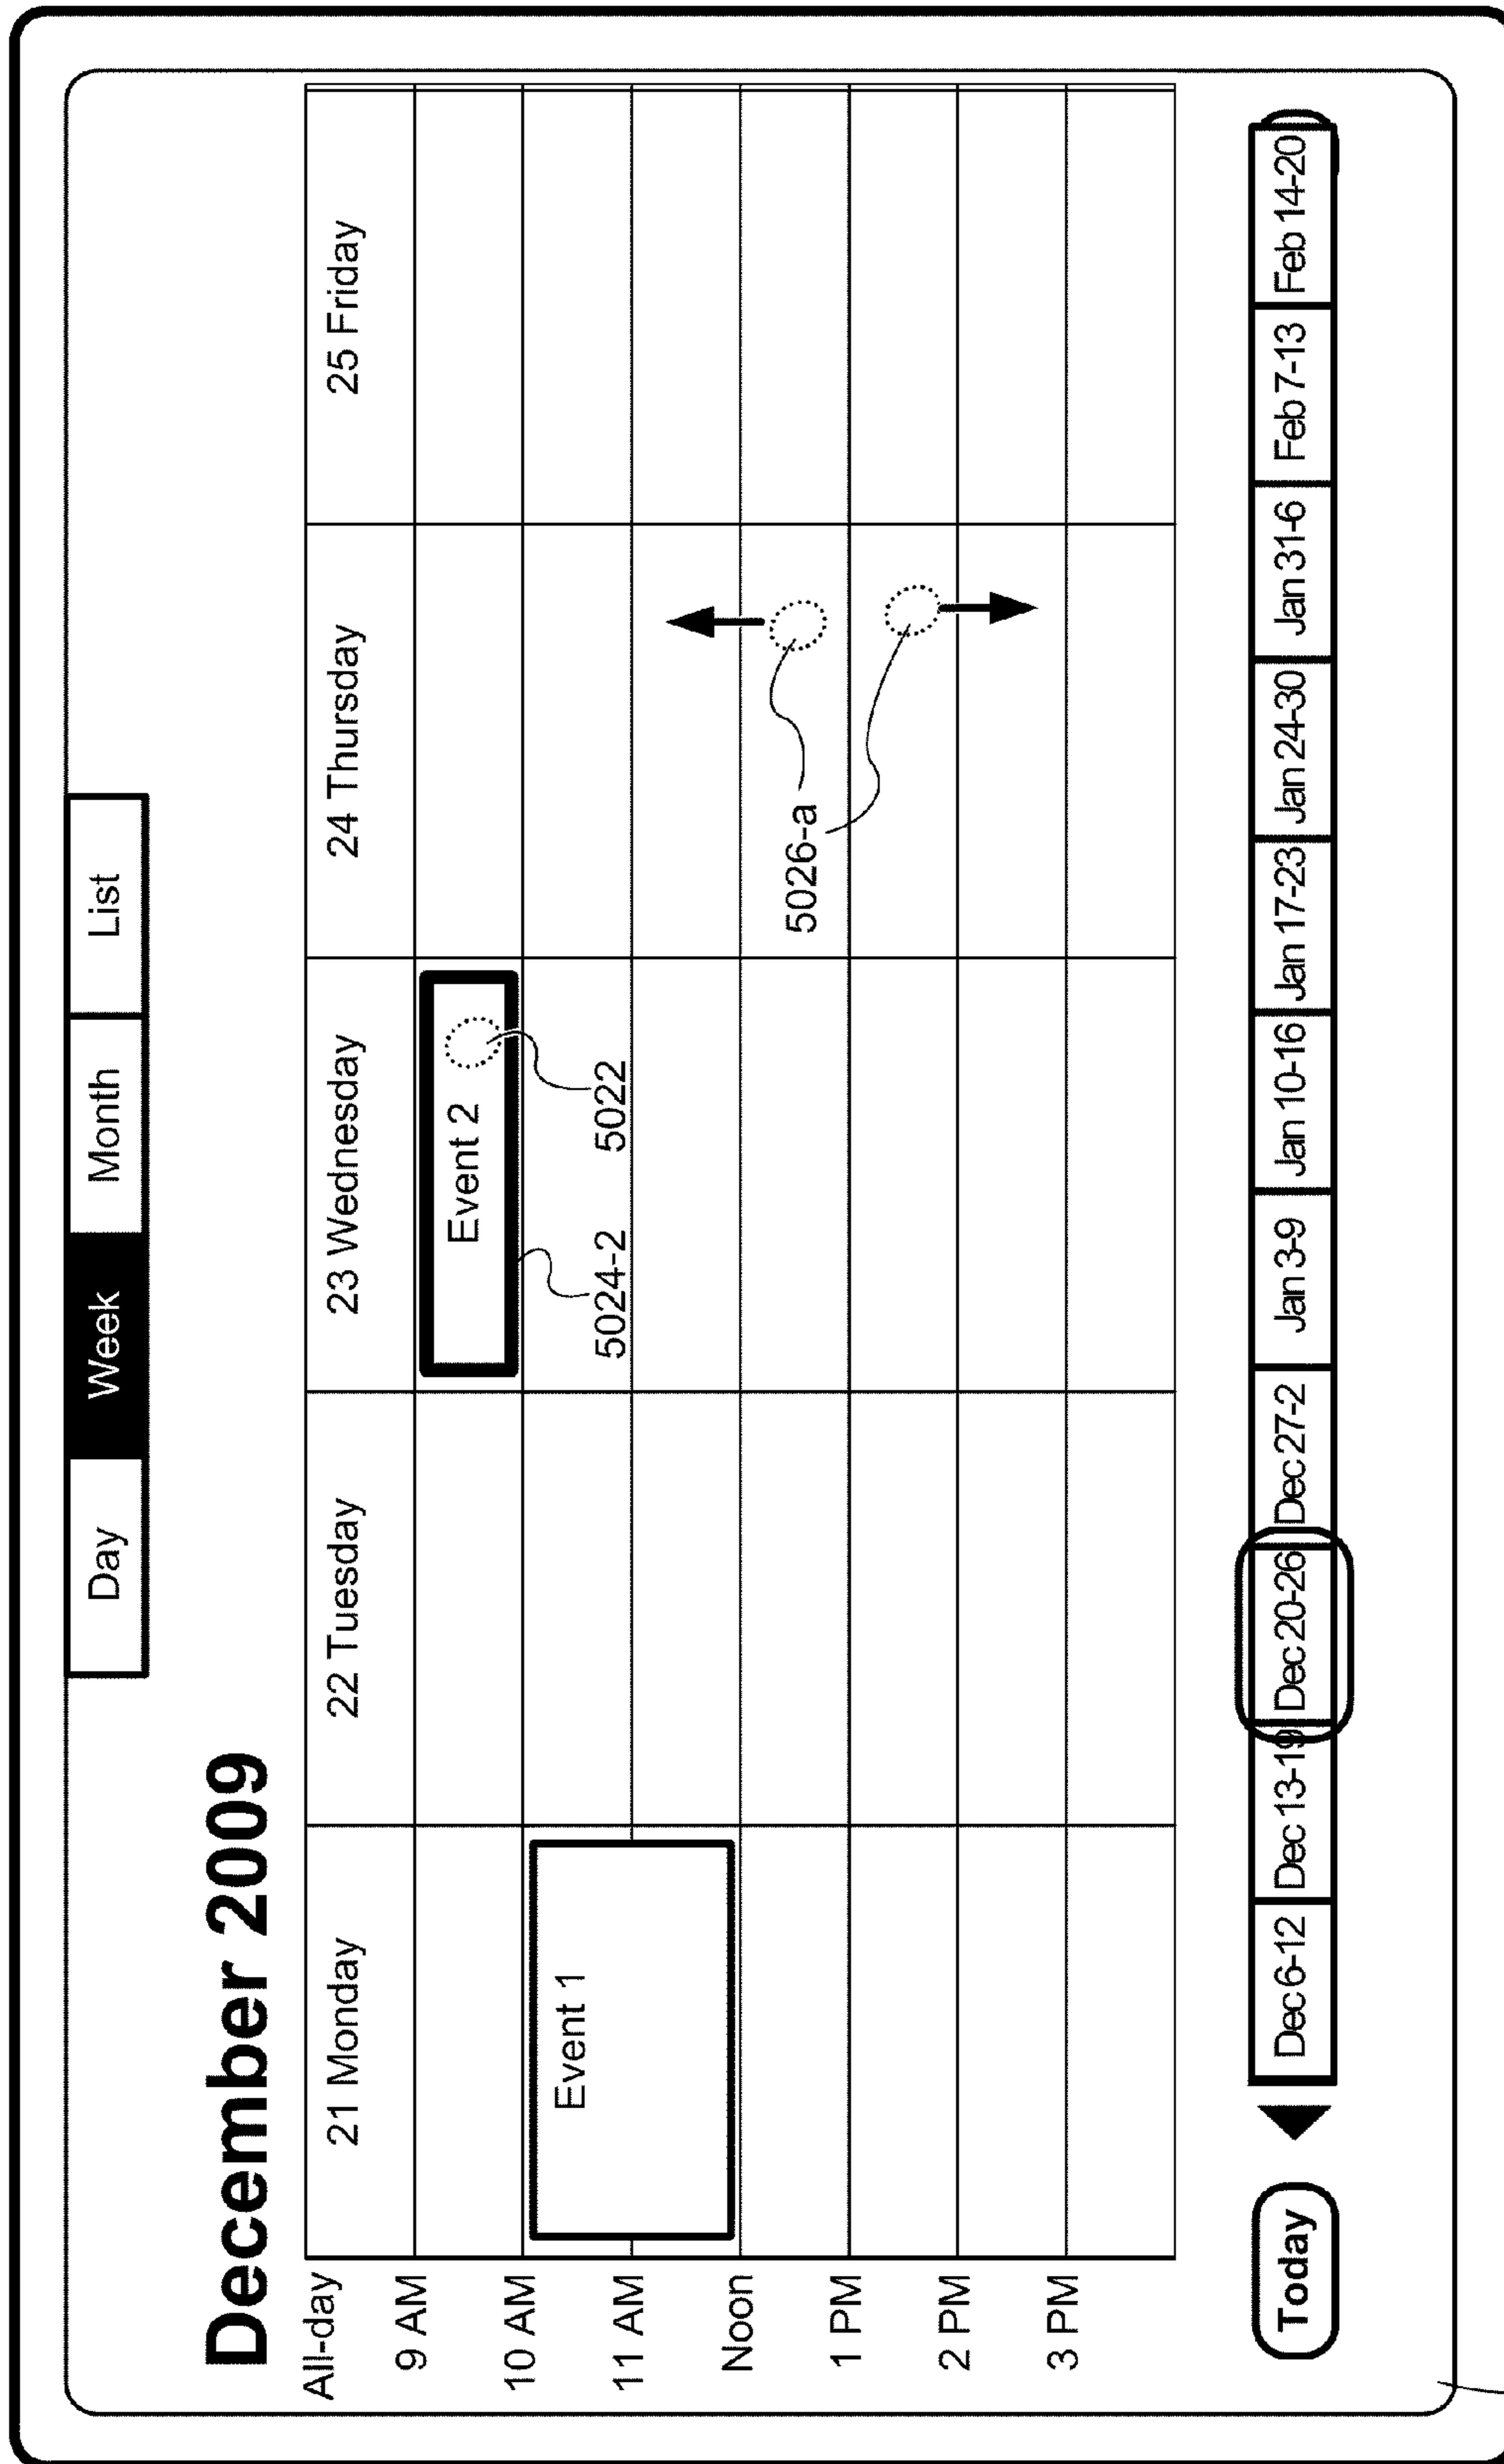 Day Week Month List
December 2009
All-day 21 Monday 22 Tuesday 23 Wednesday 24 Thursday 25 Friday
9 AM
Event 2
10 AM
Event 1
5024-2 5022
11 AM
Noon
5026-a
1 PM
2 PM
3 PM
Today Dec 6-12 Dec 13-19 Dec 20-26 Dec 27-2 Jan 3-9 Jan 10-16 Jan 17-23 Jan 24-30 Jan 31-6 Feb 7-13 Feb 14-20